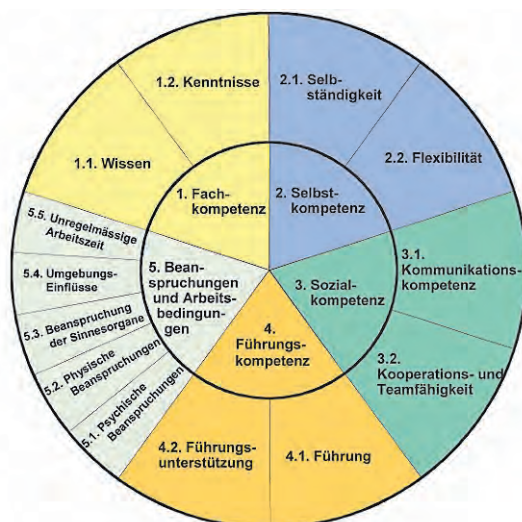 1. Fach-
kompetenz
1.1. Wissen
1.2. Kenntnisse
2. Selbst-
kompetenz
2.1. Selb-
ständigkeit
2.2. Flexibilität
3. Sozial-
kompetenz
3.1.
Kommunikations-
kompetenz
3.2.
Kooperations- und
Teamfähigkeit
4.
Führungs-
kompetenz
4.1. Führung
4.2. Führungs-
unterstützung
5. Bean-
spruchungen
und Arbeits-
bedingun-
gen
5.1. Psychische
Beanspruchungen
5.2. Physische
Beanspruchungen
5.3. Beanspruchung
der Sinnesorgane
5.4. Umgebungs-
Einflüsse
5.5. Unregelmässige
Arbeitszeit